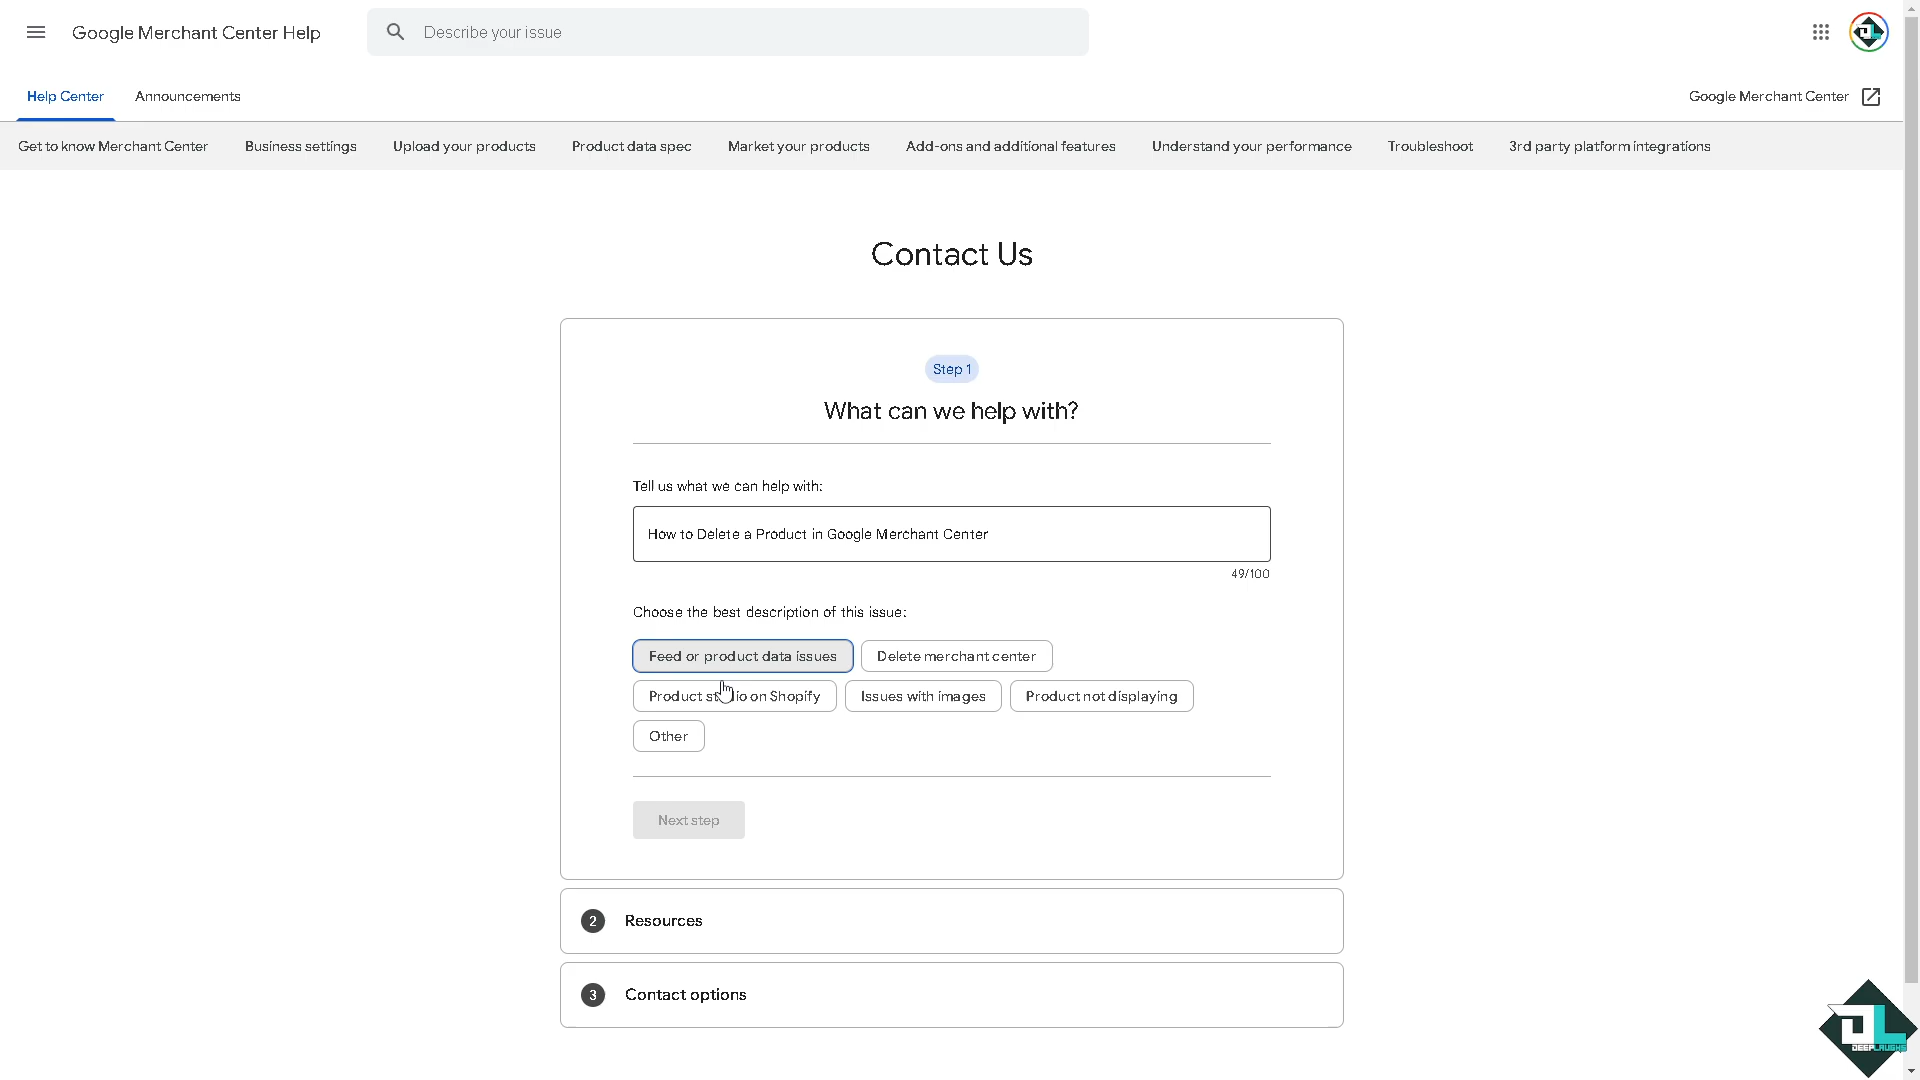 Google Merchant Center Help
Describe your issue
Help Center
Announcements
Google Merchant Center
Get to know Merchant Center
Business settings
Upload your products
Product data spec
Market your products
Add-ons and additional features
Understand your performance
Troubleshoot
3rd party platform integrations
Contact Us
Step 1
What can we help with?
Tell us what we can help with:
How to Delete a Product in Google Merchant Center
49/100
Choose the best description of this issue:
Feed or product data issues
Delete merchant center
Product studio on Shopify
Issues with images
Product not displaying
Other
Next step
2 Resources
3 Contact options
DEEPLAUGHS